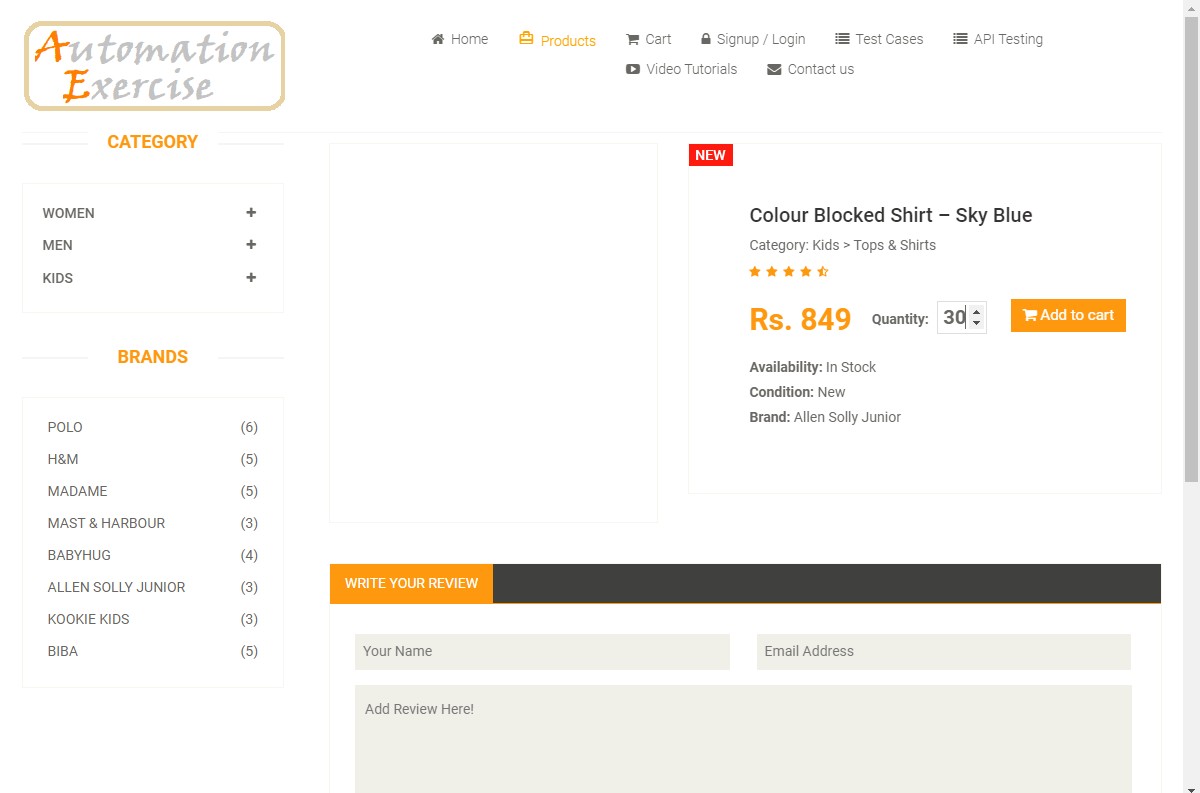 Automation
Exercise
Home
Products
Cart
Signup / Login
Test Cases
API Testing
Video Tutorials
Contact us
CATEGORY
WOMEN
MEN
KIDS
BRANDS
POLO (6)
H&M (5)
MADAME (5)
MAST & HARBOUR (3)
BABYHUG (4)
ALLEN SOLLY JUNIOR (3)
KOOKIE KIDS (3)
BIBA (5)
NEW
Colour Blocked Shirt – Sky Blue
Category: Kids > Tops & Shirts
Rs. 849 Quantity: 30 Add to cart
Availability: In Stock
Condition: New
Brand: Allen Solly Junior
WRITE YOUR REVIEW
Your Name
Email Address
Add Review Here!